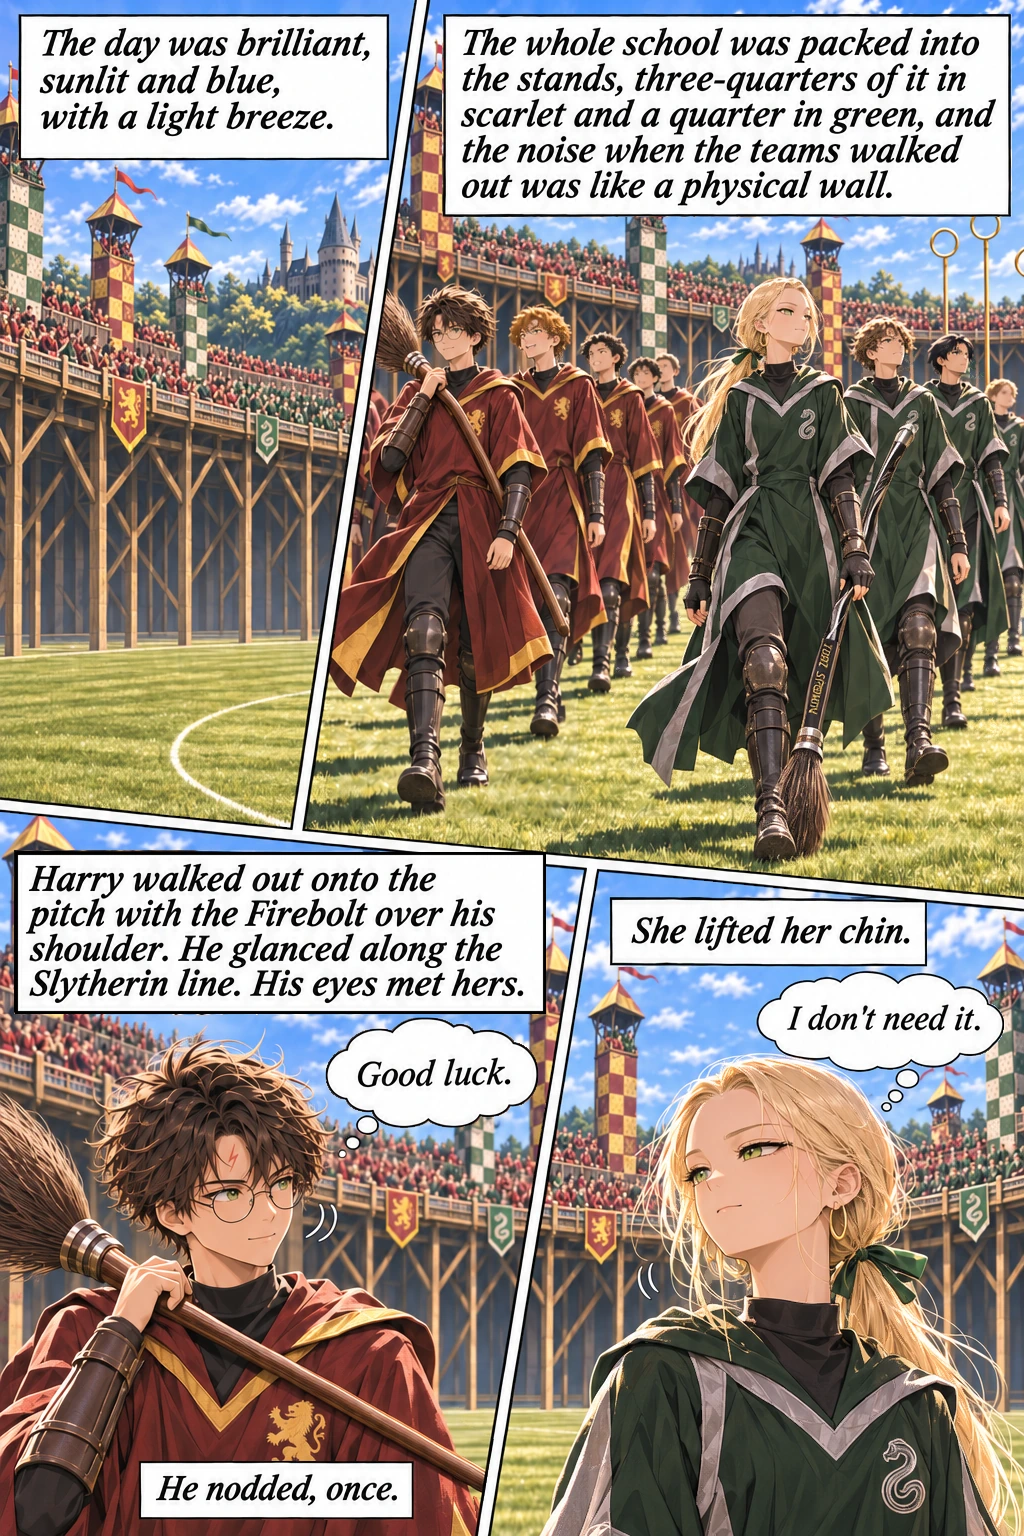 The day was brilliant,
sunlit and blue,
with a light breeze.
The whole school was packed into
the stands, three-quarters of it in
scarlet and a quarter in green, and
the noise when the teams walked
out was like a physical wall.
Harry walked out onto the
pitch with the Firebolt over his
shoulder. He glanced along the
Slytherin line. His eyes met hers.
Good luck.
He nodded, once.
She lifted her chin.
I don't need it.